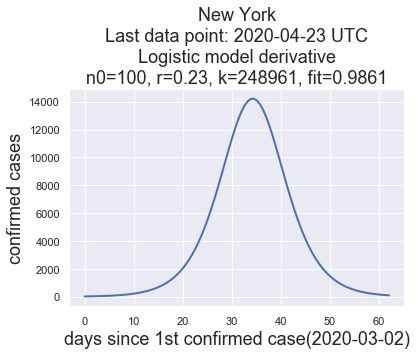 New York
Last data point: 2020-04-23 UTC
Logistic model derivative
n0=100, r=0.23, k=248961, fit=0.9861
confirmed cases
14000
12000
10000
8000
6000
4000
2000
0
0 10 20 30 40 50 60
days since 1st confirmed case(2020-03-02)